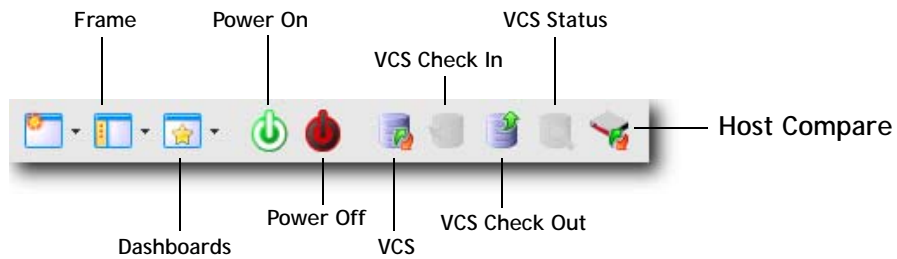 Frame
Power On
VCS Status
VCS Check In
Host Compare
Power Off
VCS Check Out
Dashboards
VCS